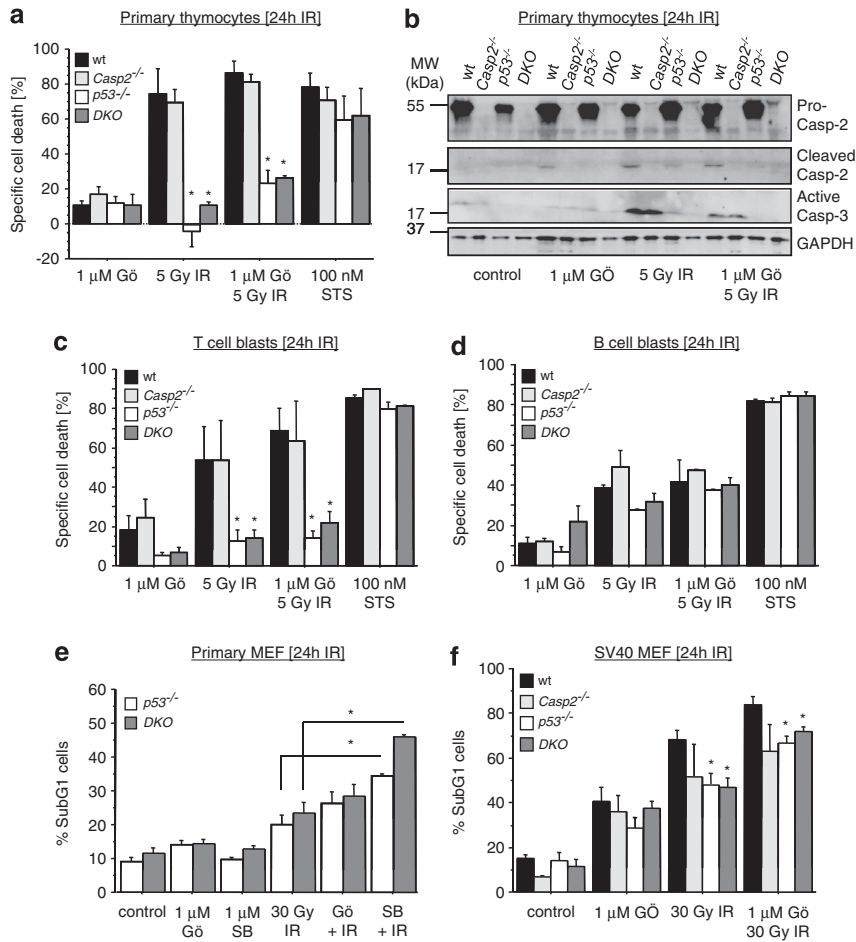 a
Primary thymocytes [24h IR]
Specific cell death [%]
100
80
60
40
20
0
-20
wt
Casp2-/-
p53-/-
DKO
* *
* *
1 μM Gö
5 Gy IR
1 μM Gö
5 Gy IR
100 nM
STS
b
Primary thymocytes [24h IR]
MW
(kDa)
wt Casp2-/- p53-/- DKO wt Casp2-/- p53-/- DKO wt Casp2-/- p53-/- DKO wt Casp2-/- p53-/- DKO
55
17
17
37
Pro-
Casp-2
Cleaved
Casp-2
Active
Casp-3
GAPDH
control
1 μM GÖ
5 Gy IR
1 μM Gö
5 Gy IR
c
T cell blasts [24h IR]
Specific cell death [%]
100
80
60
40
20
0
wt
Casp2-/-
p53-/-
DKO
* *
* *
1 μM Gö
5 Gy IR
1 μM Gö
5 Gy IR
100 nM
STS
d
B cell blasts [24h IR]
Specific cell death [%]
100
80
60
40
20
0
wt
Casp2-/-
p53-/-
DKO
1 μM Gö
5 Gy IR
1 μM Gö
5 Gy IR
100 nM
STS
e
Primary MEF [24h IR]
% SubG1 cells
60
50
40
30
20
10
0
p53-/-
DKO
*
*
control
1 μM
Gö
1 μM
SB
30 Gy
IR
Gö
+ IR
SB
+ IR
f
SV40 MEF [24h IR]
% SubG1 cells
100
80
60
40
20
0
wt
Casp2-/-
p53-/-
DKO
* *
* *
control
1 μM GÖ
30 Gy IR
1 μM Gö
30 Gy IR